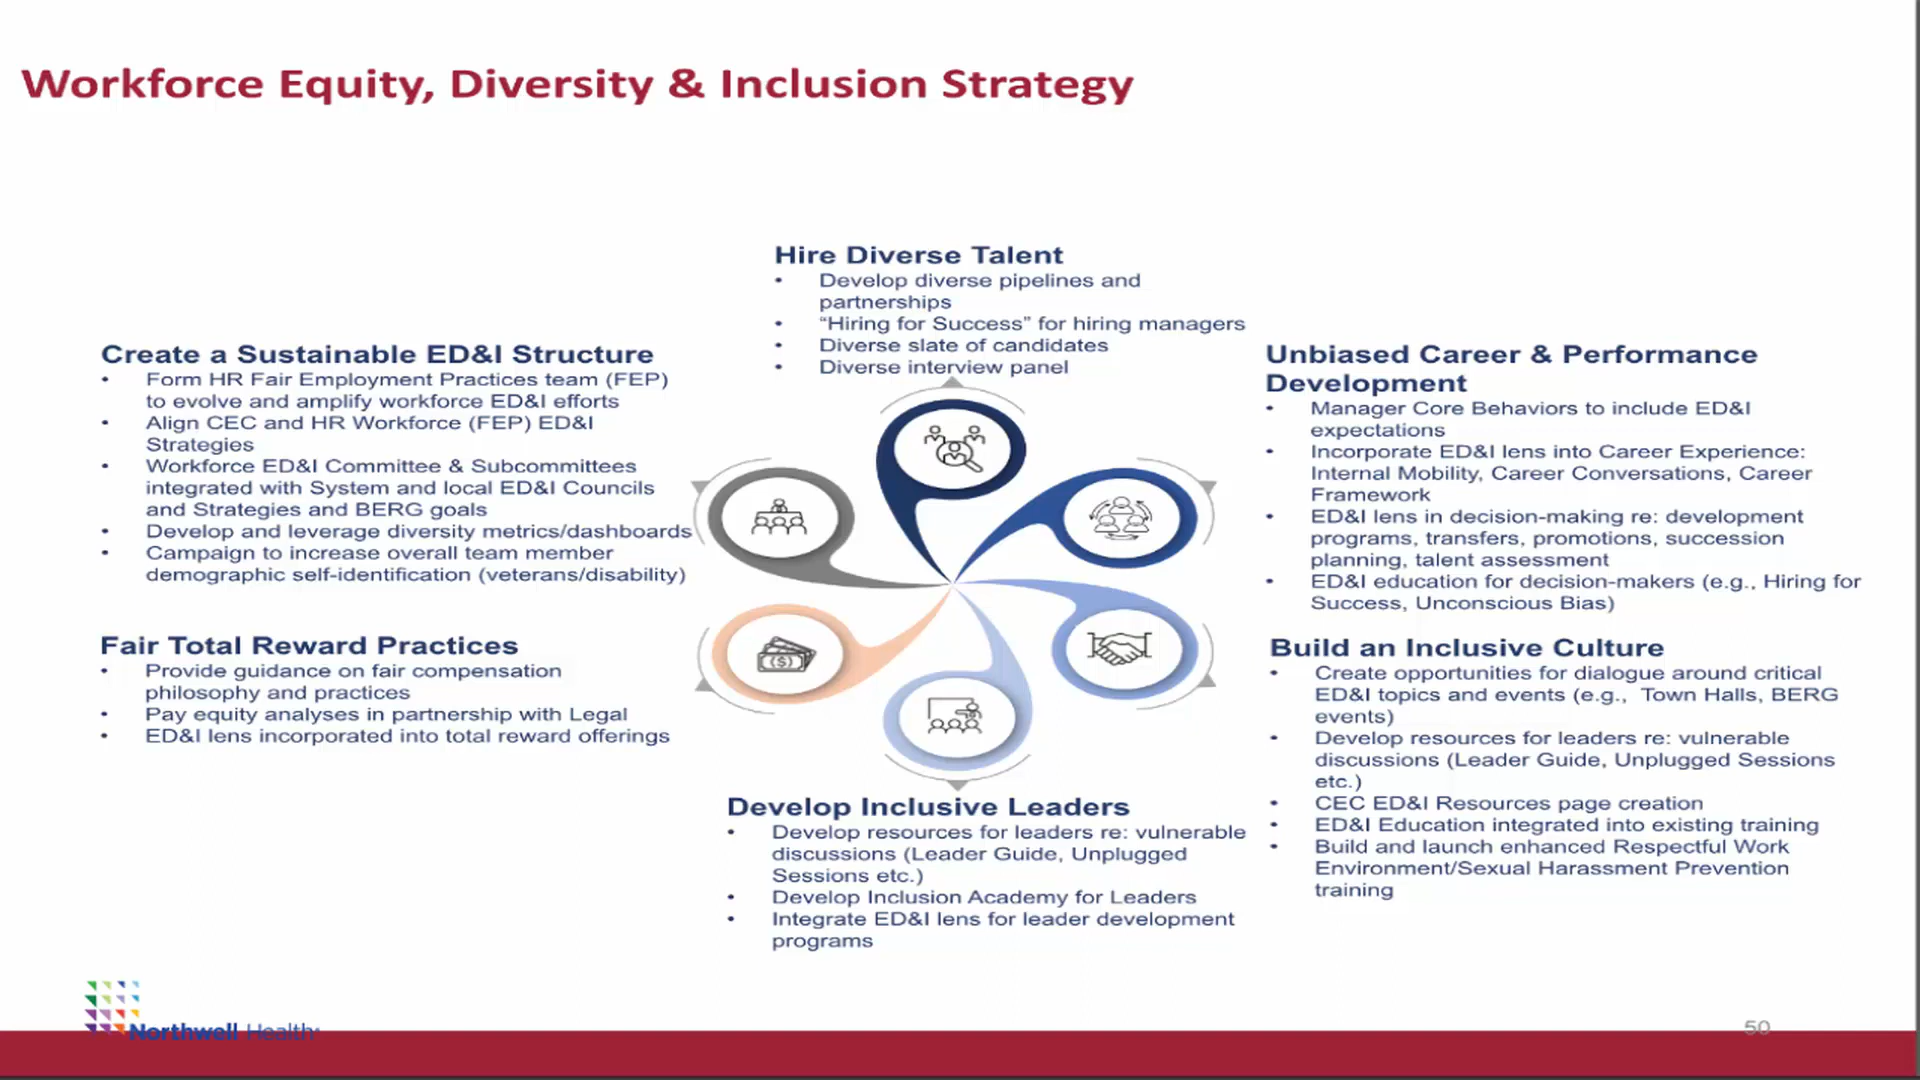 Workforce Equity, Diversity & Inclusion Strategy
Hire Diverse Talent
• Develop diverse pipelines and
partnerships
• “Hiring for Success” for hiring managers
• Diverse slate of candidates
• Diverse interview panel
Create a Sustainable ED&I Structure
• Form HR Fair Employment Practices team (FEP)
to evolve and amplify workforce ED&I efforts
• Align CEC and HR Workforce (FEP) ED&I
Strategies
• Workforce ED&I Committee & Subcommittees
integrated with System and local ED&I Councils
and Strategies and BERG goals
• Develop and leverage diversity metrics/dashboards
• Campaign to increase overall team member
demographic self-identification (veterans/disability)
Unbiased Career & Performance
Development
• Manager Core Behaviors to include ED&I
expectations
• Incorporate ED&I lens into Career Experience:
Internal Mobility, Career Conversations, Career
Framework
• ED&I lens in decision-making re: development
programs, transfers, promotions, succession
planning, talent assessment
• ED&I education for decision-makers (e.g., Hiring for
Success, Unconscious Bias)
Fair Total Reward Practices
• Provide guidance on fair compensation
philosophy and practices
• Pay equity analyses in partnership with Legal
• ED&I lens incorporated into total reward offerings
Build an Inclusive Culture
• Create opportunities for dialogue around critical
ED&I topics and events (e.g., Town Halls, BERG
events)
• Develop resources for leaders re: vulnerable
discussions (Leader Guide, Unplugged Sessions
etc.)
• CEC ED&I Resources page creation
• ED&I Education integrated into existing training
• Build and launch enhanced Respectful Work
Environment/Sexual Harassment Prevention
training
Develop Inclusive Leaders
• Develop resources for leaders re: vulnerable
discussions (Leader Guide, Unplugged
Sessions etc.)
• Develop Inclusion Academy for Leaders
• Integrate ED&I lens for leader development
programs
Northwell Health
50